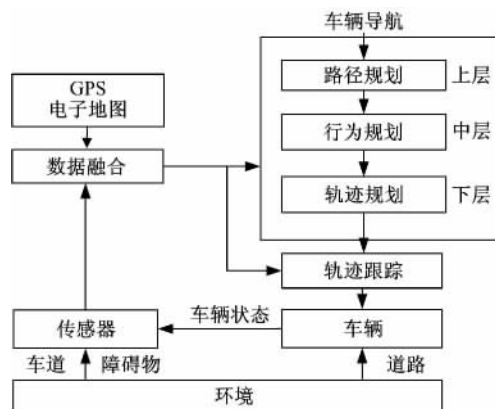 车辆导航
GPS
电子地图
路径规划
上层
行为规划
中层
数据融合
轨迹规划
下层
轨迹跟踪
车辆状态
传感器
车辆
车道
障碍物
道路
环境